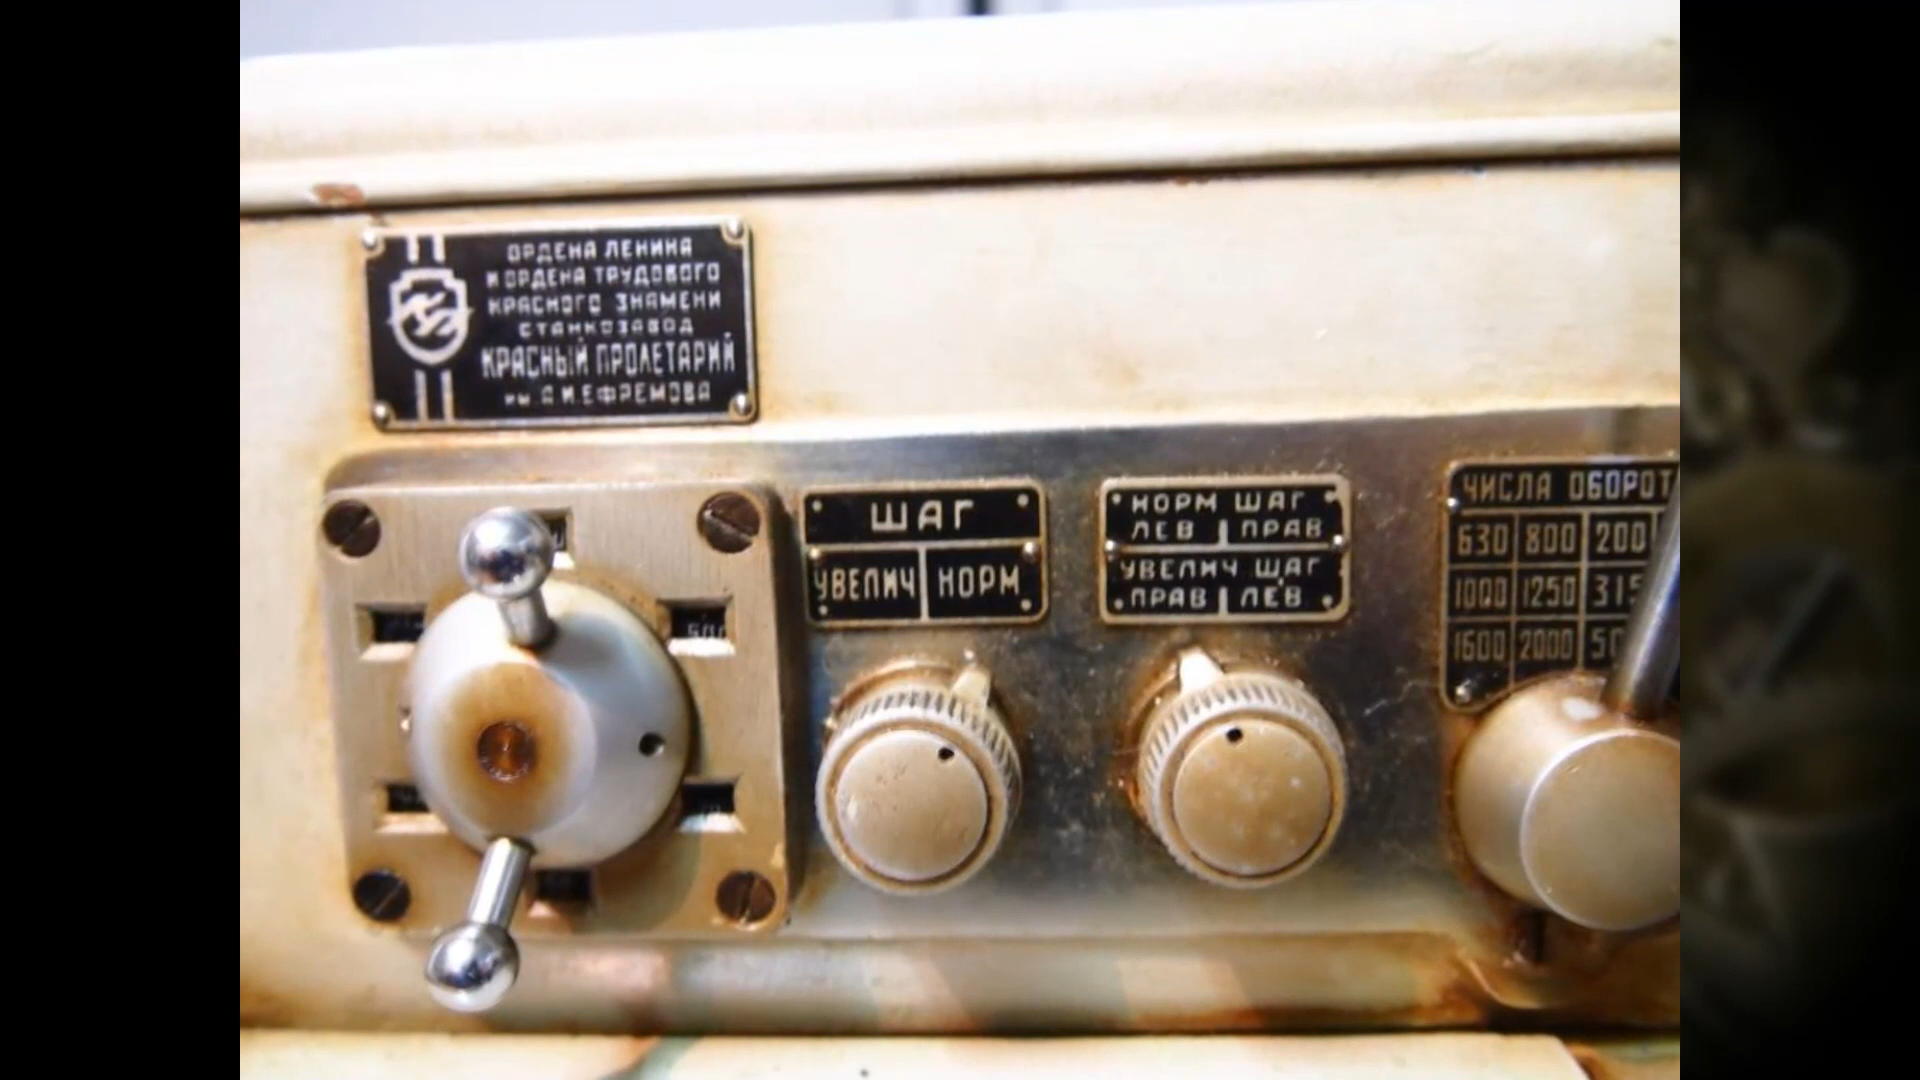 ОРДЕНА ЛЕНИНА
И ОРДЕНА ТРУДОВОГО
КРАСНОГО ЗНАМЕНИ
СТАНКОЗАВОД
КРАСНЫЙ ПРОЛЕТАРИЙ
им. А.И.ЕФРЕМОВА
ШАГ
УВЕЛИЧ НОРМ
НОРМ ШАГ
ЛЕВ ПРАВ
УВЕЛИЧ ШАГ
ПРАВ ЛЕВ
ЧИСЛА ОБОРОТ
630 800 200
1000 1250 315
1600 2000